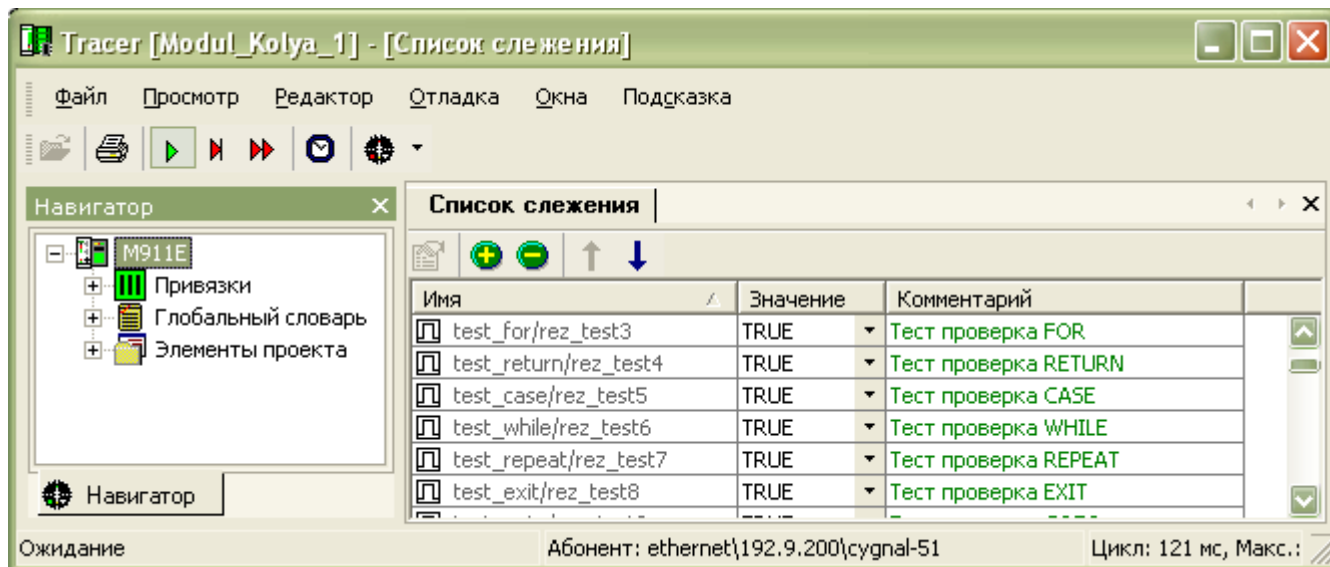 Tracer [Modul_Kolya_1] - [Список слежения]
Файл Просмотр Редактор Отладка Окна Подсказка
Навигатор
Список слежения
M911E
Привязки
Глобальный словарь
Элементы проекта
Имя Значение Комментарий
test_for/rez_test3 TRUE Тест проверка FOR
test_return/rez_test4 TRUE Тест проверка RETURN
test_case/rez_test5 TRUE Тест проверка CASE
test_while/rez_test6 TRUE Тест проверка WHILE
test_repeat/rez_test7 TRUE Тест проверка REPEAT
test_exit/rez_test8 TRUE Тест проверка EXIT
Навигатор
Ожидание Абонент: ethernet\192.9.200\cygnal-51 Цикл: 121 мс, Макс.: